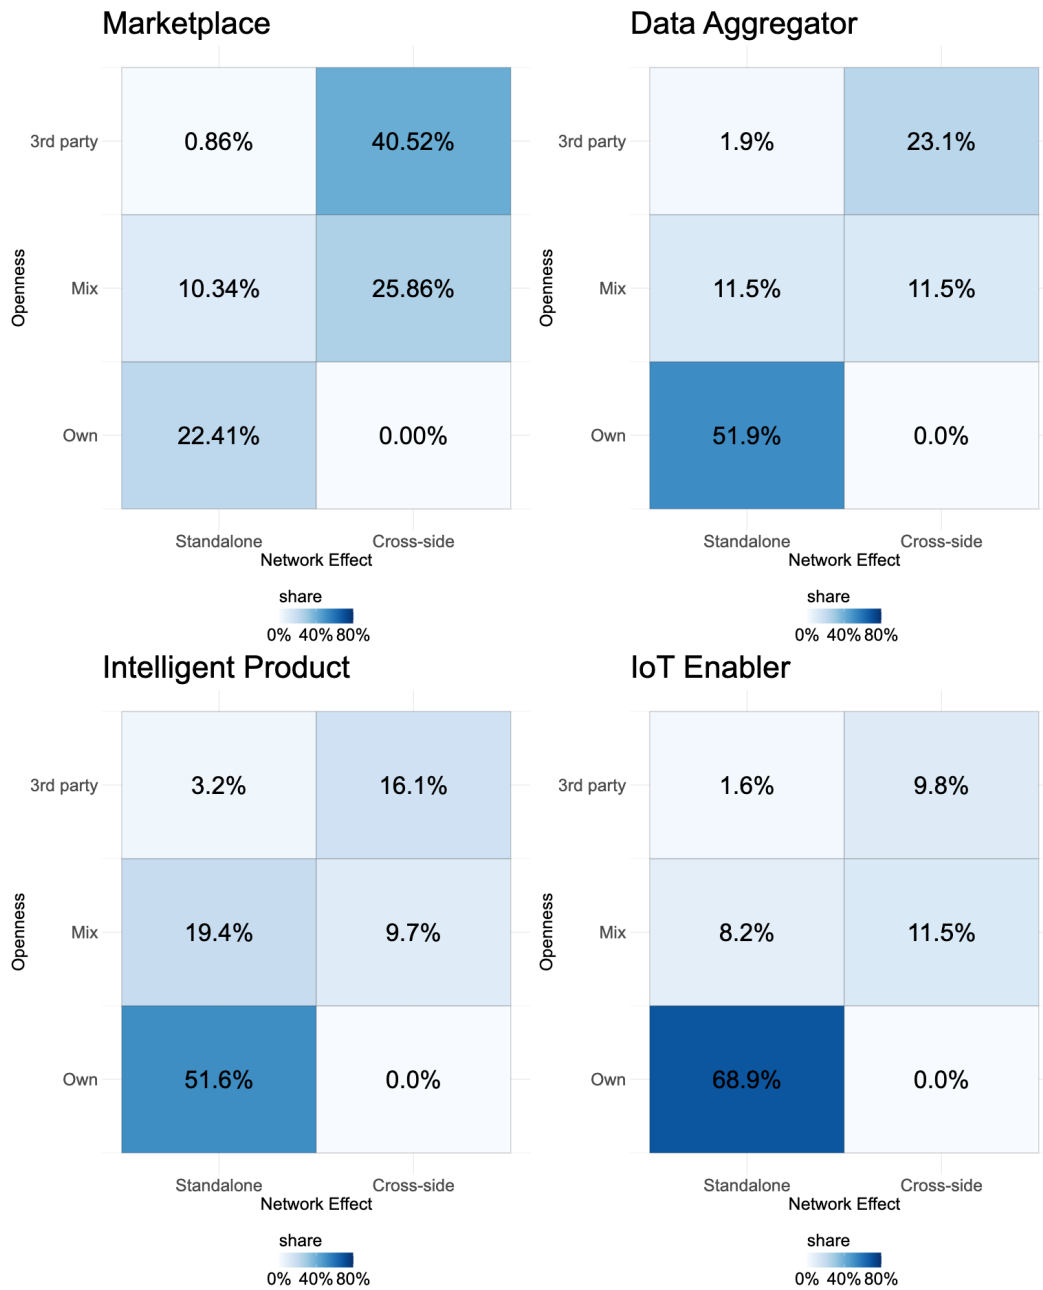 Marketplace
3rd party
0.86%
40.52%
Mix
10.34%
25.86%
Own
22.41%
0.00%
Openness
Standalone
Cross-side
Network Effect
share
0% 40% 80%
Data Aggregator
3rd party
1.9%
23.1%
Mix
11.5%
11.5%
Own
51.9%
0.0%
Openness
Standalone
Cross-side
Network Effect
share
0% 40% 80%
Intelligent Product
3rd party
3.2%
16.1%
Mix
19.4%
9.7%
Own
51.6%
0.0%
Openness
Standalone
Cross-side
Network Effect
share
0% 40% 80%
IoT Enabler
3rd party
1.6%
9.8%
Mix
8.2%
11.5%
Own
68.9%
0.0%
Openness
Standalone
Cross-side
Network Effect
share
0% 40% 80%